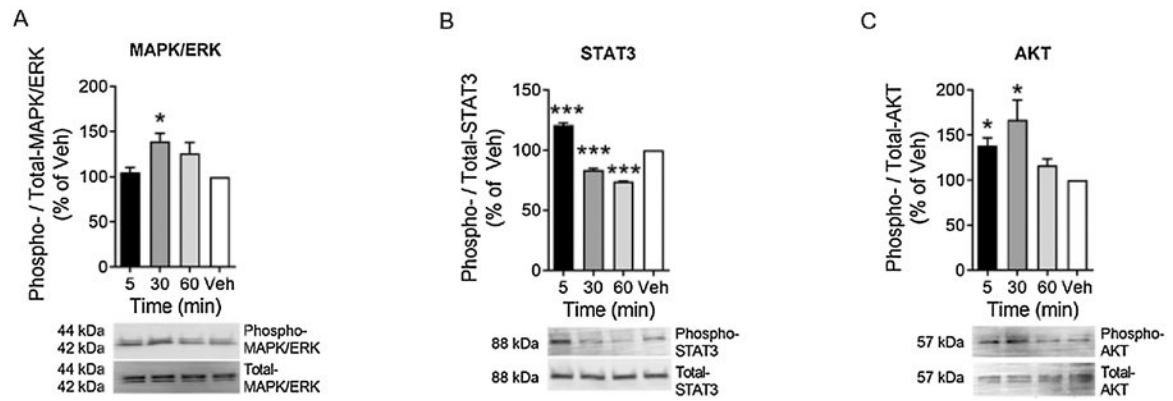 A
MAPK/ERK
Phospho- / Total-MAPK/ERK
(% of Veh)
200
150
100
50
0
*
5 30 60 Veh
Time (min)
44 kDa
42 kDa
Phospho-
MAPK/ERK
44 kDa
42 kDa
Total-
MAPK/ERK
B
STAT3
Phospho- / Total-STAT3
(% of Veh)
150
100
50
0
***
***
***
5 30 60 Veh
Time (min)
88 kDa
Phospho-
STAT3
88 kDa
Total-
STAT3
C
AKT
Phospho- / Total-AKT
(% of Veh)
200
150
100
50
0
*
*
5 30 60 Veh
Time (min)
57 kDa
Phospho-
AKT
57 kDa
Total-
AKT